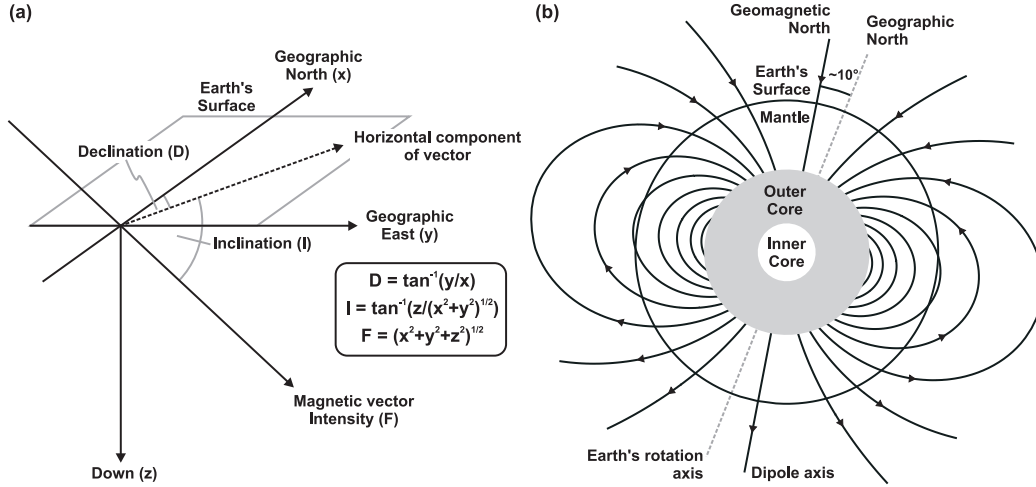 (a)
Geographic
North (x)
Earth's
Surface
Declination (D)
Horizontal component
of vector
Geographic
East (y)
Inclination (I)
D = tan⁻¹(y/x)
I = tan⁻¹(z/(x²+y²)¹/²)
F = (x²+y²+z²)¹/²
Magnetic vector
Intensity (F)
Down (z)
(b)
Geomagnetic
North
Geographic
North
~10°
Earth's
Surface
Mantle
Outer
Core
Inner
Core
Earth's rotation
axis
Dipole axis